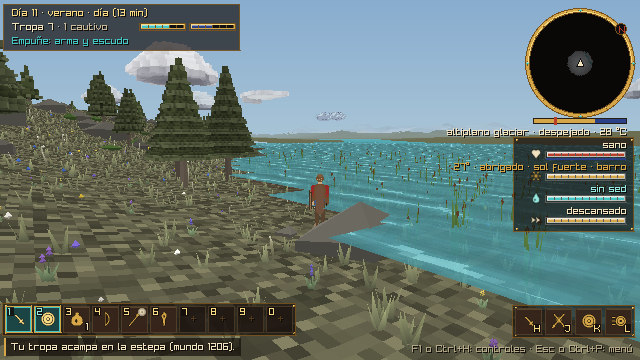 Día 11 · verano · día (13 min)
Tropa 7 · 1 cautivo
Empuñe: arma y escudo
N
altiplano glaciar · despejado · 28 °C
sano
27° · abrigado · sol fuerte · barro
sin sed
descansado
1 2 3 1 4 5 6 7 8 9 0
H J K L
Tu tropa acampa en la estepa (mundo 1206).
F1 o Ctrl+H: controles · Esc o Ctrl+P: menú